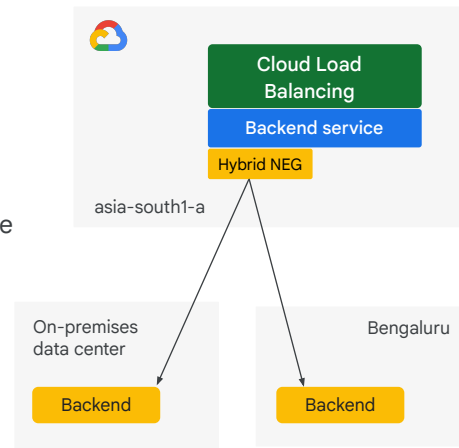 Cloud Load
Balancing
Backend service
Hybrid NEG
asia-south1-a
e
On-premises
data center
Bengaluru
Backend
Backend